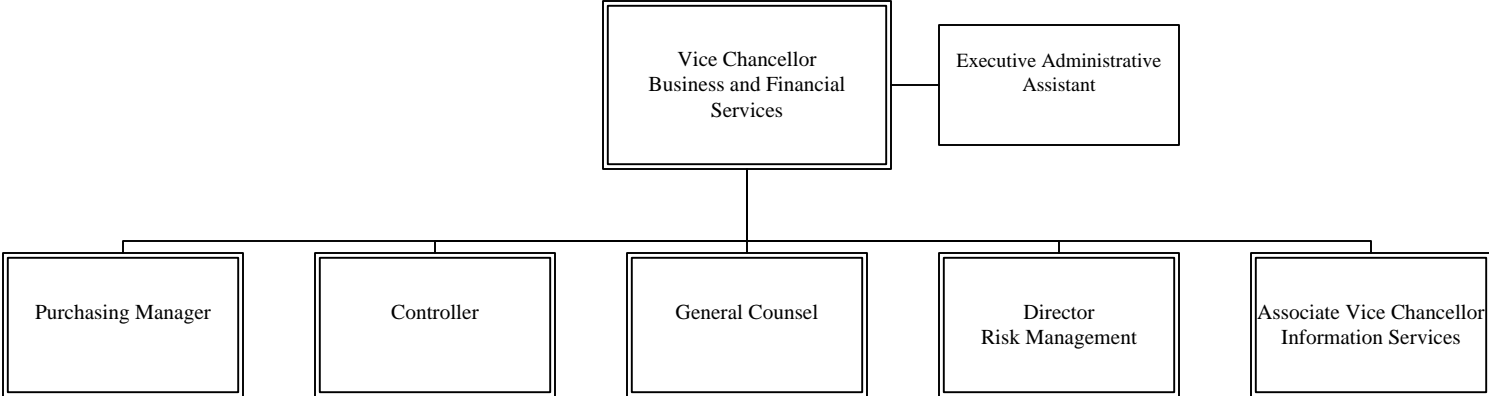 Vice Chancellor
Business and Financial
Services
Executive Administrative
Assistant
Purchasing Manager
Controller
General Counsel
Director
Risk Management
Associate Vice Chancellor
Information Services